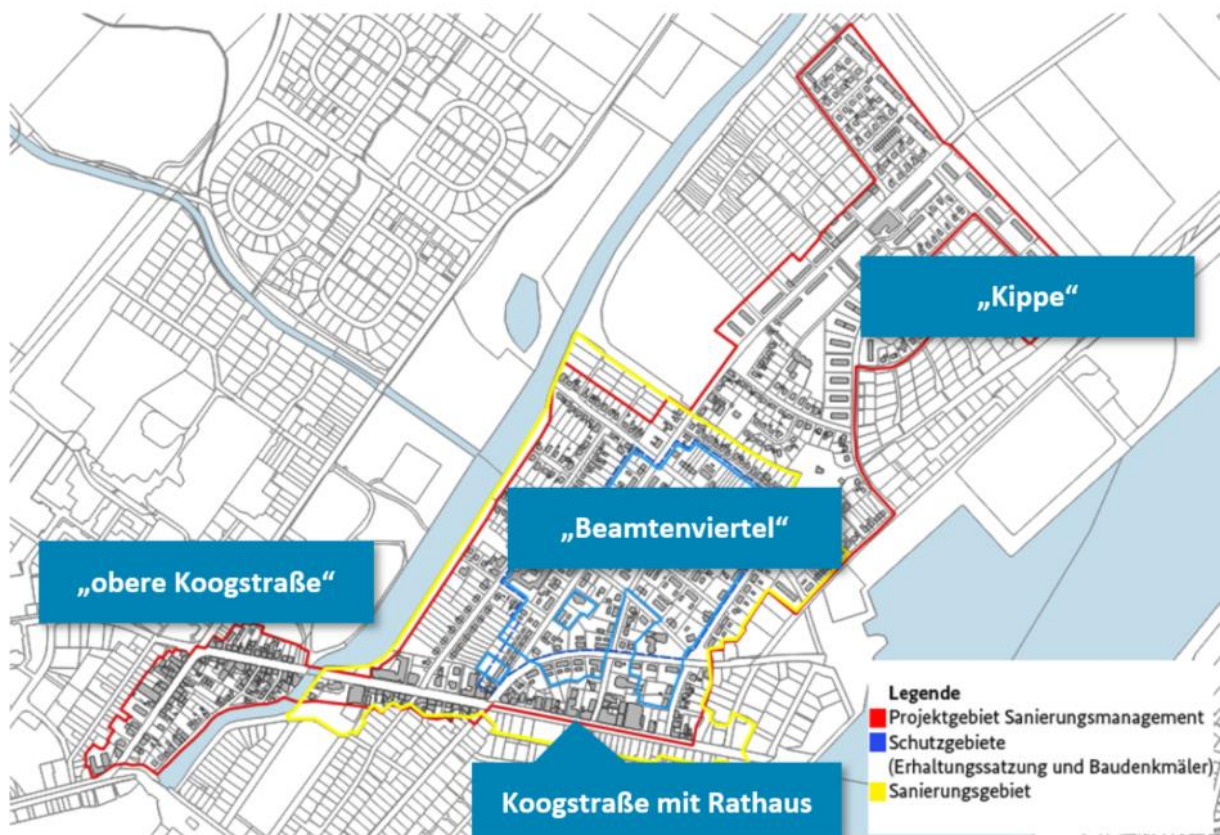 „Kippe“
„Beamtenviertel“
„obere Koogstraße“
Koogstraße mit Rathaus
Legende
Projektgebiet Sanierungsmanagement
Schutzgebiete
(Erhaltungssatzung und Baudenkmäler)
Sanierungsgebiet